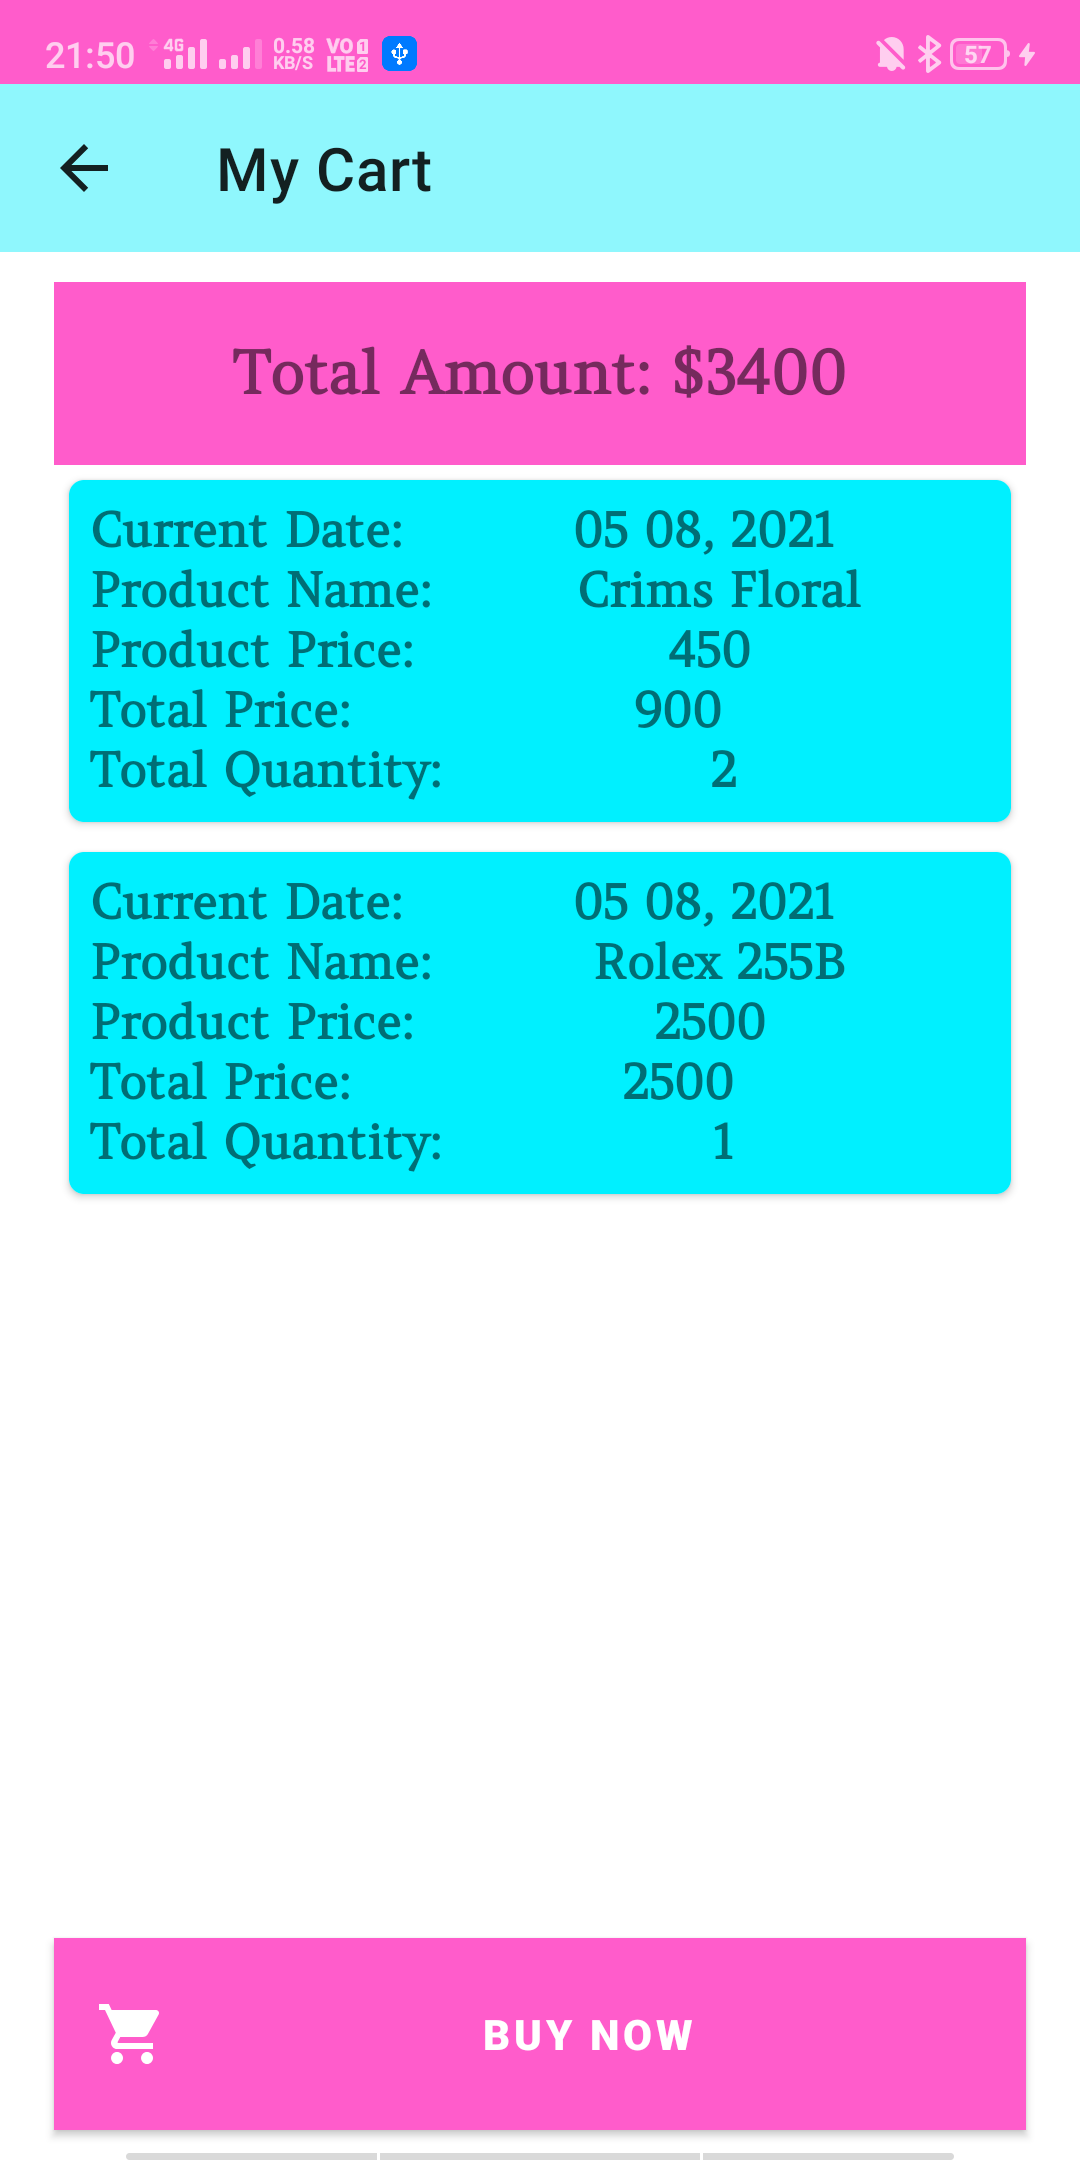 21:50 4G 0.58 KB/S VO 1 LTE 2 57
My Cart
Total Amount: $3400
Current Date: 05 08, 2021
Product Name: Crims Floral
Product Price: 450
Total Price: 900
Total Quantity: 2
Current Date: 05 08, 2021
Product Name: Rolex 255B
Product Price: 2500
Total Price: 2500
Total Quantity: 1
BUY NOW